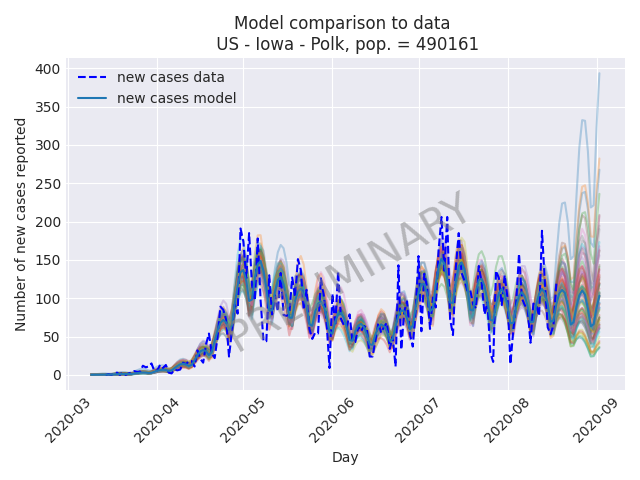 Model comparison to data
US - Iowa - Polk, pop. = 490161
new cases data
new cases model
Number of new cases reported
400
350
300
250
200
150
100
50
0
PRELIMINARY
2020-03
2020-04
2020-05
2020-06
2020-07
2020-08
2020-09
Day